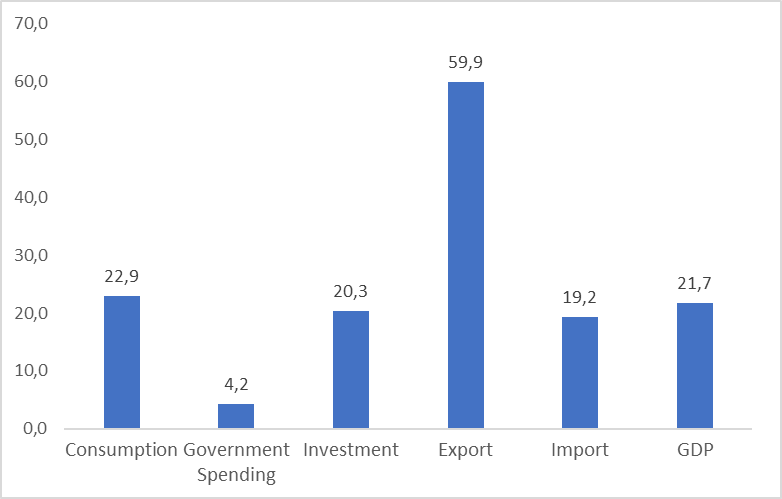 70,0
60,0
50,0
40,0
30,0
20,0
10,0
0,0
22,9
4,2
20,3
59,9
19,2
21,7
Consumption
Government
Spending
Investment
Export
Import
GDP